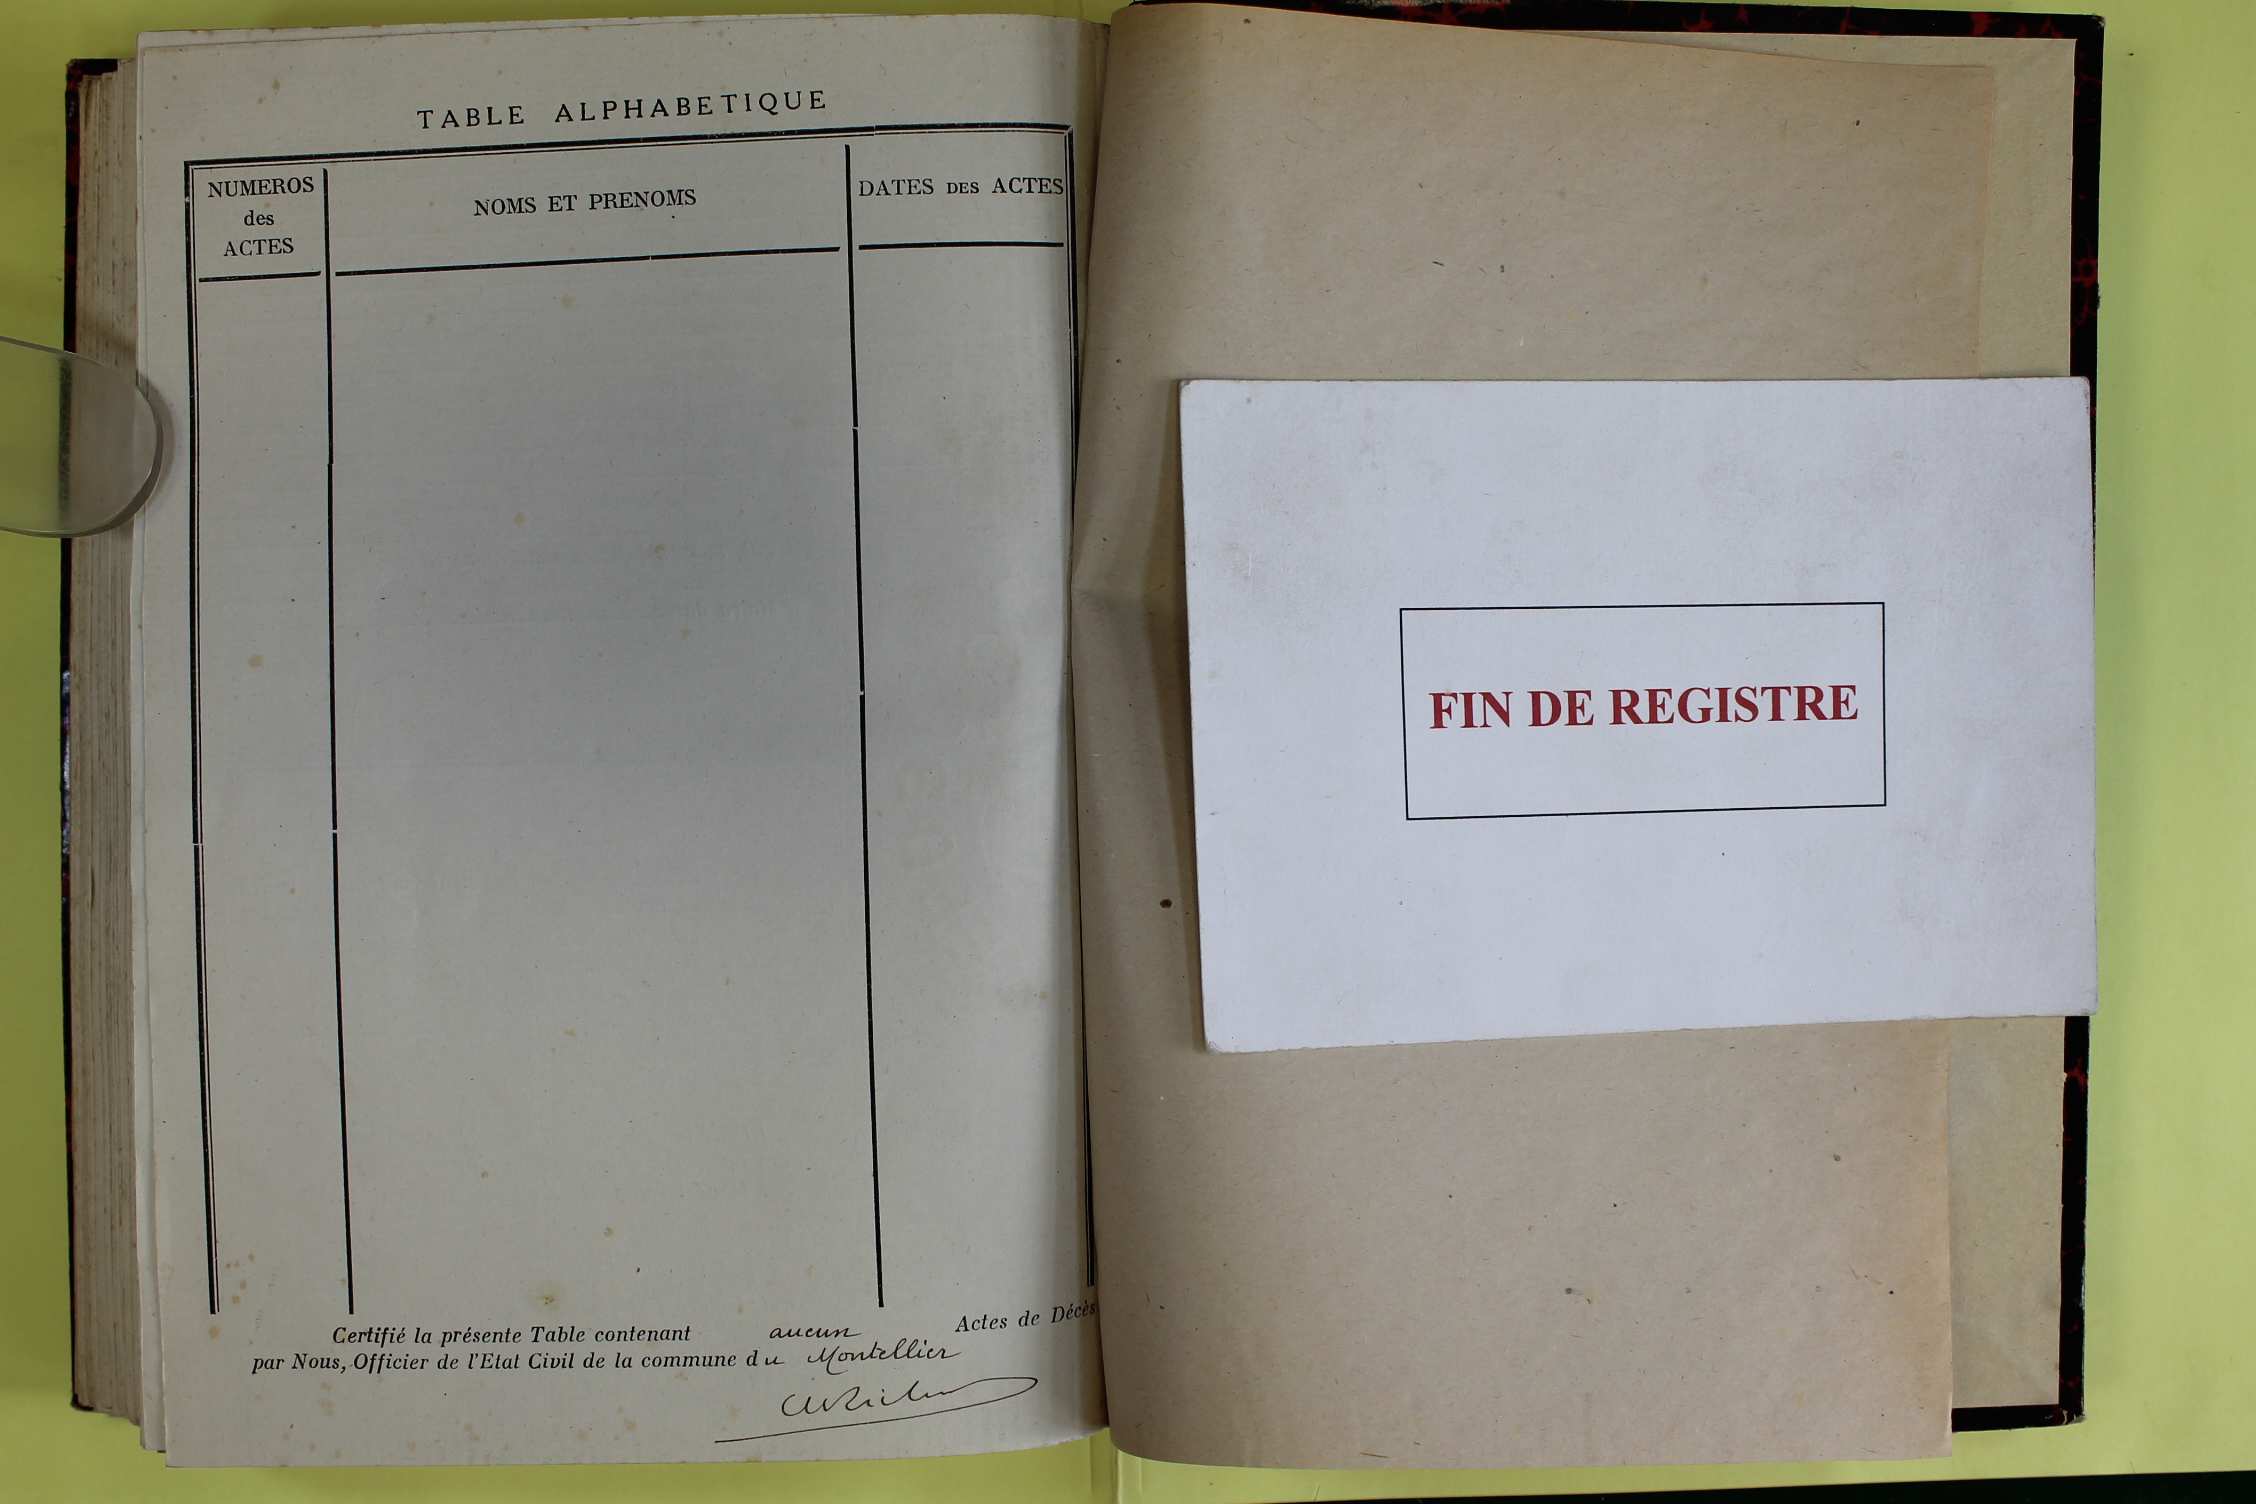 TABLE ALPHABETIQUE
NUMEROS
des
ACTES
NOMS ET PRENOMS
DATES DES ACTES
Certifié la présente Table contenant aucun Actes de Décès
par Nous, Officier de l'Etat Civil de la commune du Montellier
FIN DE REGISTRE